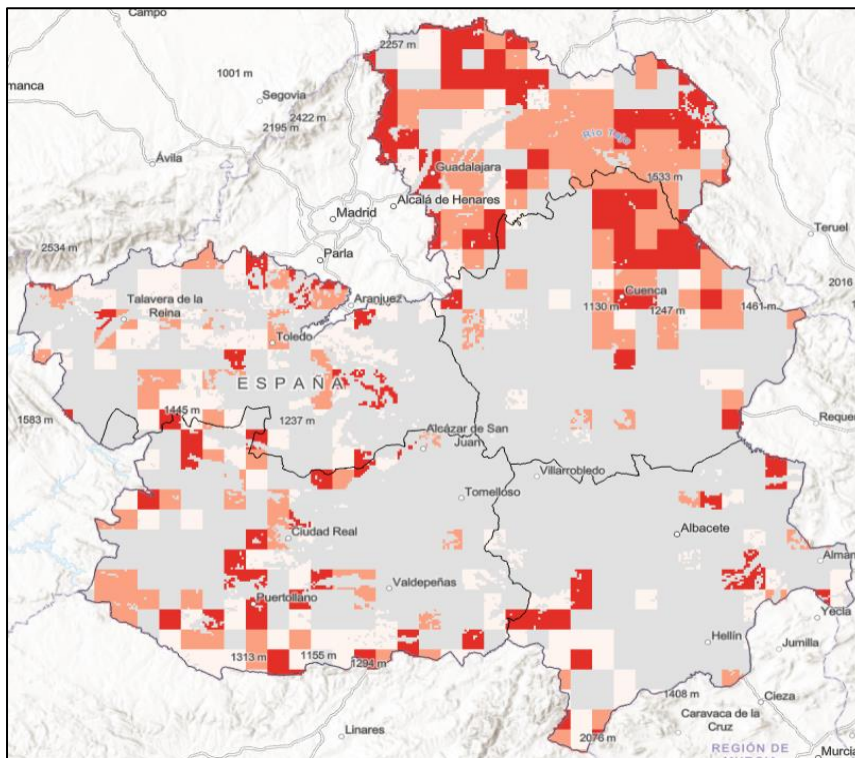 Campo
2257 m
1001 m
manca
Segovia
2422 m
2195 m
Río Tajo
Ávila
Guadalajara
1533 m
Alcalá de Henares
Madrid
Teruel
2534 m
Parla
2016
Aranjuez
Talavera de la
Reina
Cuenca
1130 m
1247 m
1461 m
Toledo
ESPAÑA
1583 m
1445 m
1237 m
Alcázar de San
Juan
Reque
Villarrobledo
Tomelloso
Ciudad Real
Albacete
Alman
Valdepeñas
Puertollano
Yecla
Hellín
Jumilla
1313 m
1155 m
1294 m
1408 m
Cieza
Caravaca de la
Cruz
Linares
2076 m
REGIÓN DE
Murcia